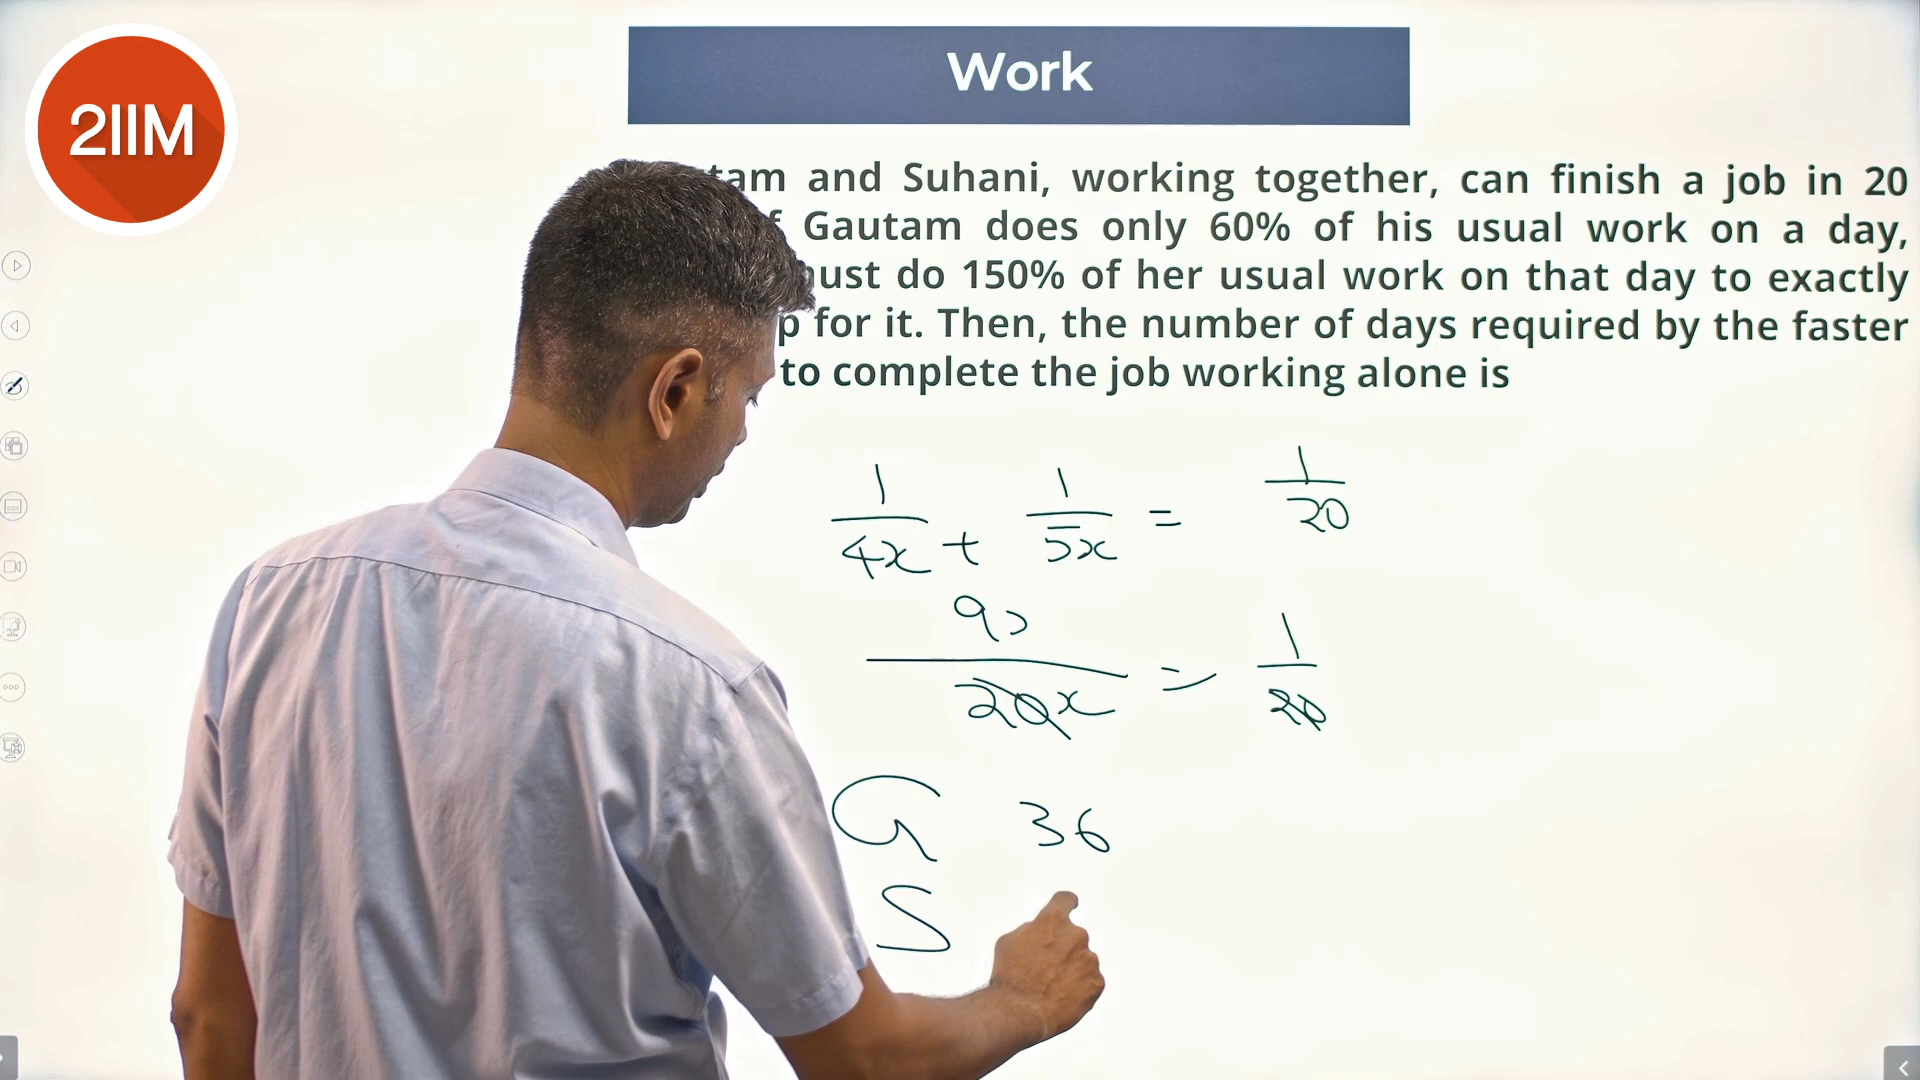 2IIM
Work
tam and Suhani, working together, can finish a job in 20
Gautam does only 60% of his usual work on a day,
ust do 150% of her usual work on that day to exactly
p for it. Then, the number of days required by the faster
to complete the job working alone is
1/4x + 1/5x = 1/20
9/20x = 1/20
G 36
S